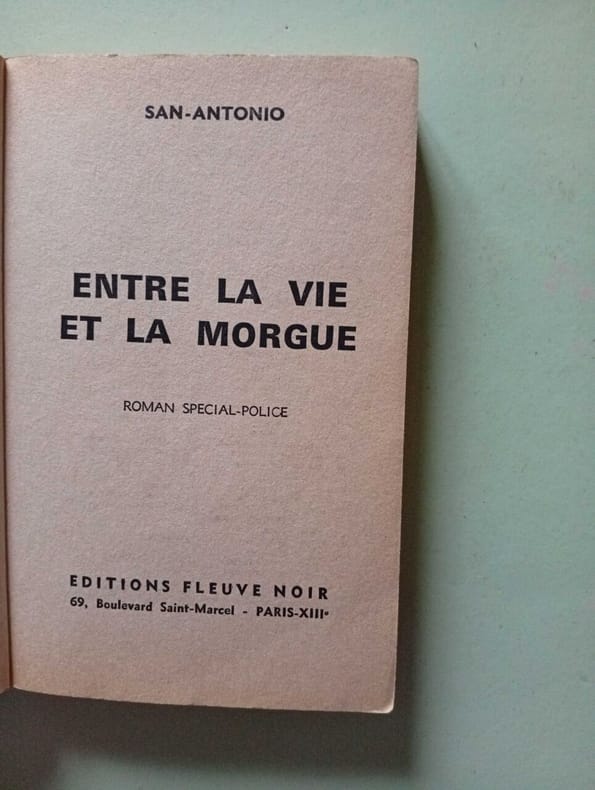 SAN-ANTONIO
ENTRE LA VIE
ET LA MORGUE
ROMAN SPECIAL-POLICE
EDITIONS FLEUVE NOIR
69, Boulevard Saint-Marcel - PARIS-XIIIᵉ